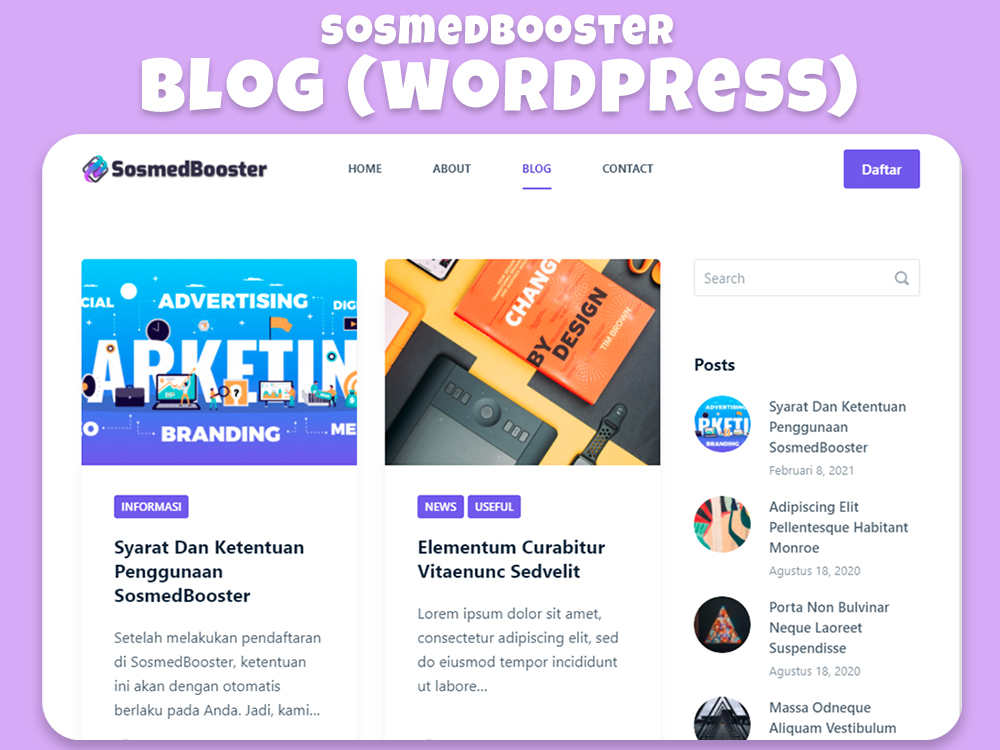 SOSMEDBOOSTER
BLOG (WORDPRESS)
SosmedBooster
HOME
ABOUT
BLOG
CONTACT
Daftar
CIAL
ADVERTISING
DIGI
ARKETIN
BRANDING
ME
CHANGE
BY
DESIGN
TIM BROWN
Search
INFORMASI
Syarat Dan Ketentuan
Penggunaan
SosmedBooster
Setelah melakukan pendaftaran
di SosmedBooster, ketentuan
ini akan dengan otomatis
berlaku pada Anda. Jadi, kami...
NEWS
USEFUL
Elementum Curabitur
Vitaenunc Sedvelit
Lorem ipsum dolor sit amet,
consectetur adipiscing elit, sed
do eiusmod tempor incididunt
ut labore...
Posts
ADVERTISING
RKETI
BRANDING
Syarat Dan Ketentuan
Penggunaan
SosmedBooster
Februari 8, 2021
Adipiscing Elit
Pellentesque Habitant
Monroe
Agustus 18, 2020
Porta Non Bulvinar
Neque Laoreet
Suspendisse
Agustus 18, 2020
Massa Odneque
Aliquam Vestibulum